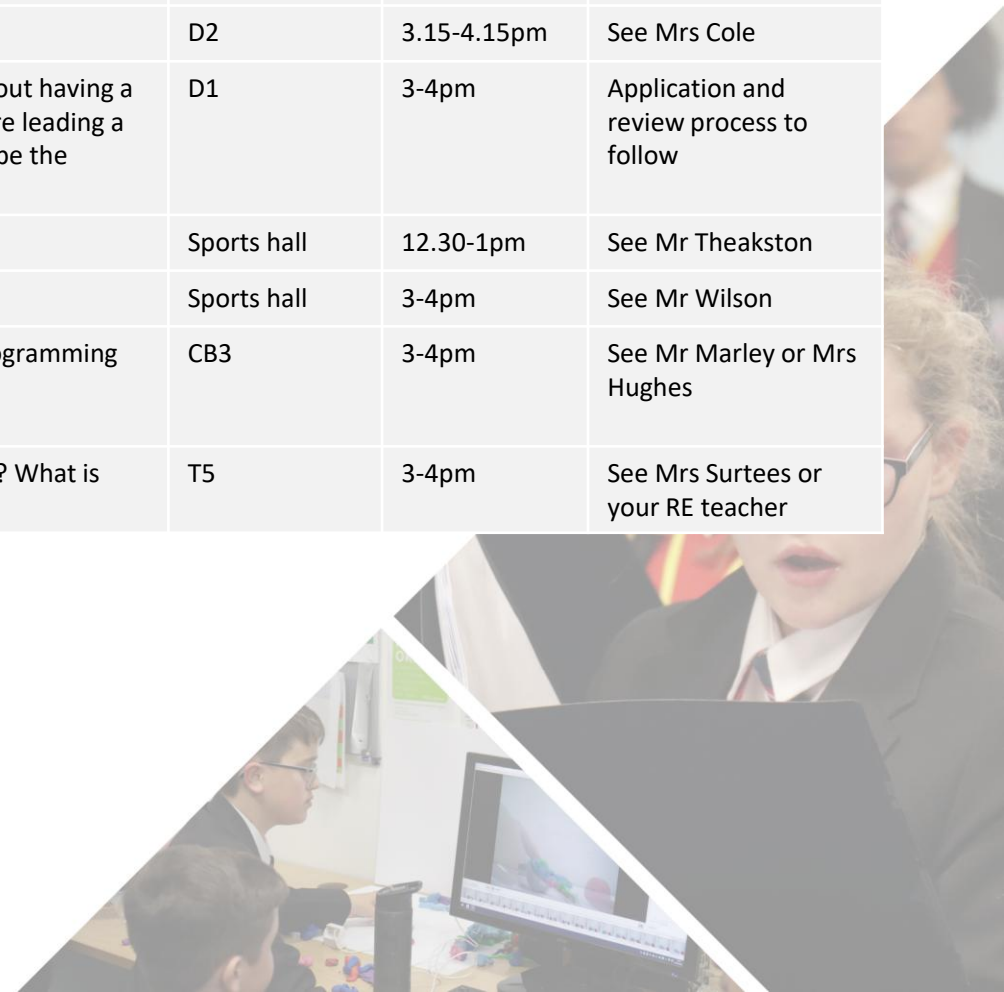 D2 3.15-4.15pm See Mrs Cole
out having a D1 3-4pm Application and
re leading a review process to
be the follow
Sports hall 12.30-1pm See Mr Theakston
Sports hall 3-4pm See Mr Wilson
gramming CB3 3-4pm See Mr Marley or Mrs
Hughes
? What is T5 3-4pm See Mrs Surtees or
your RE teacher